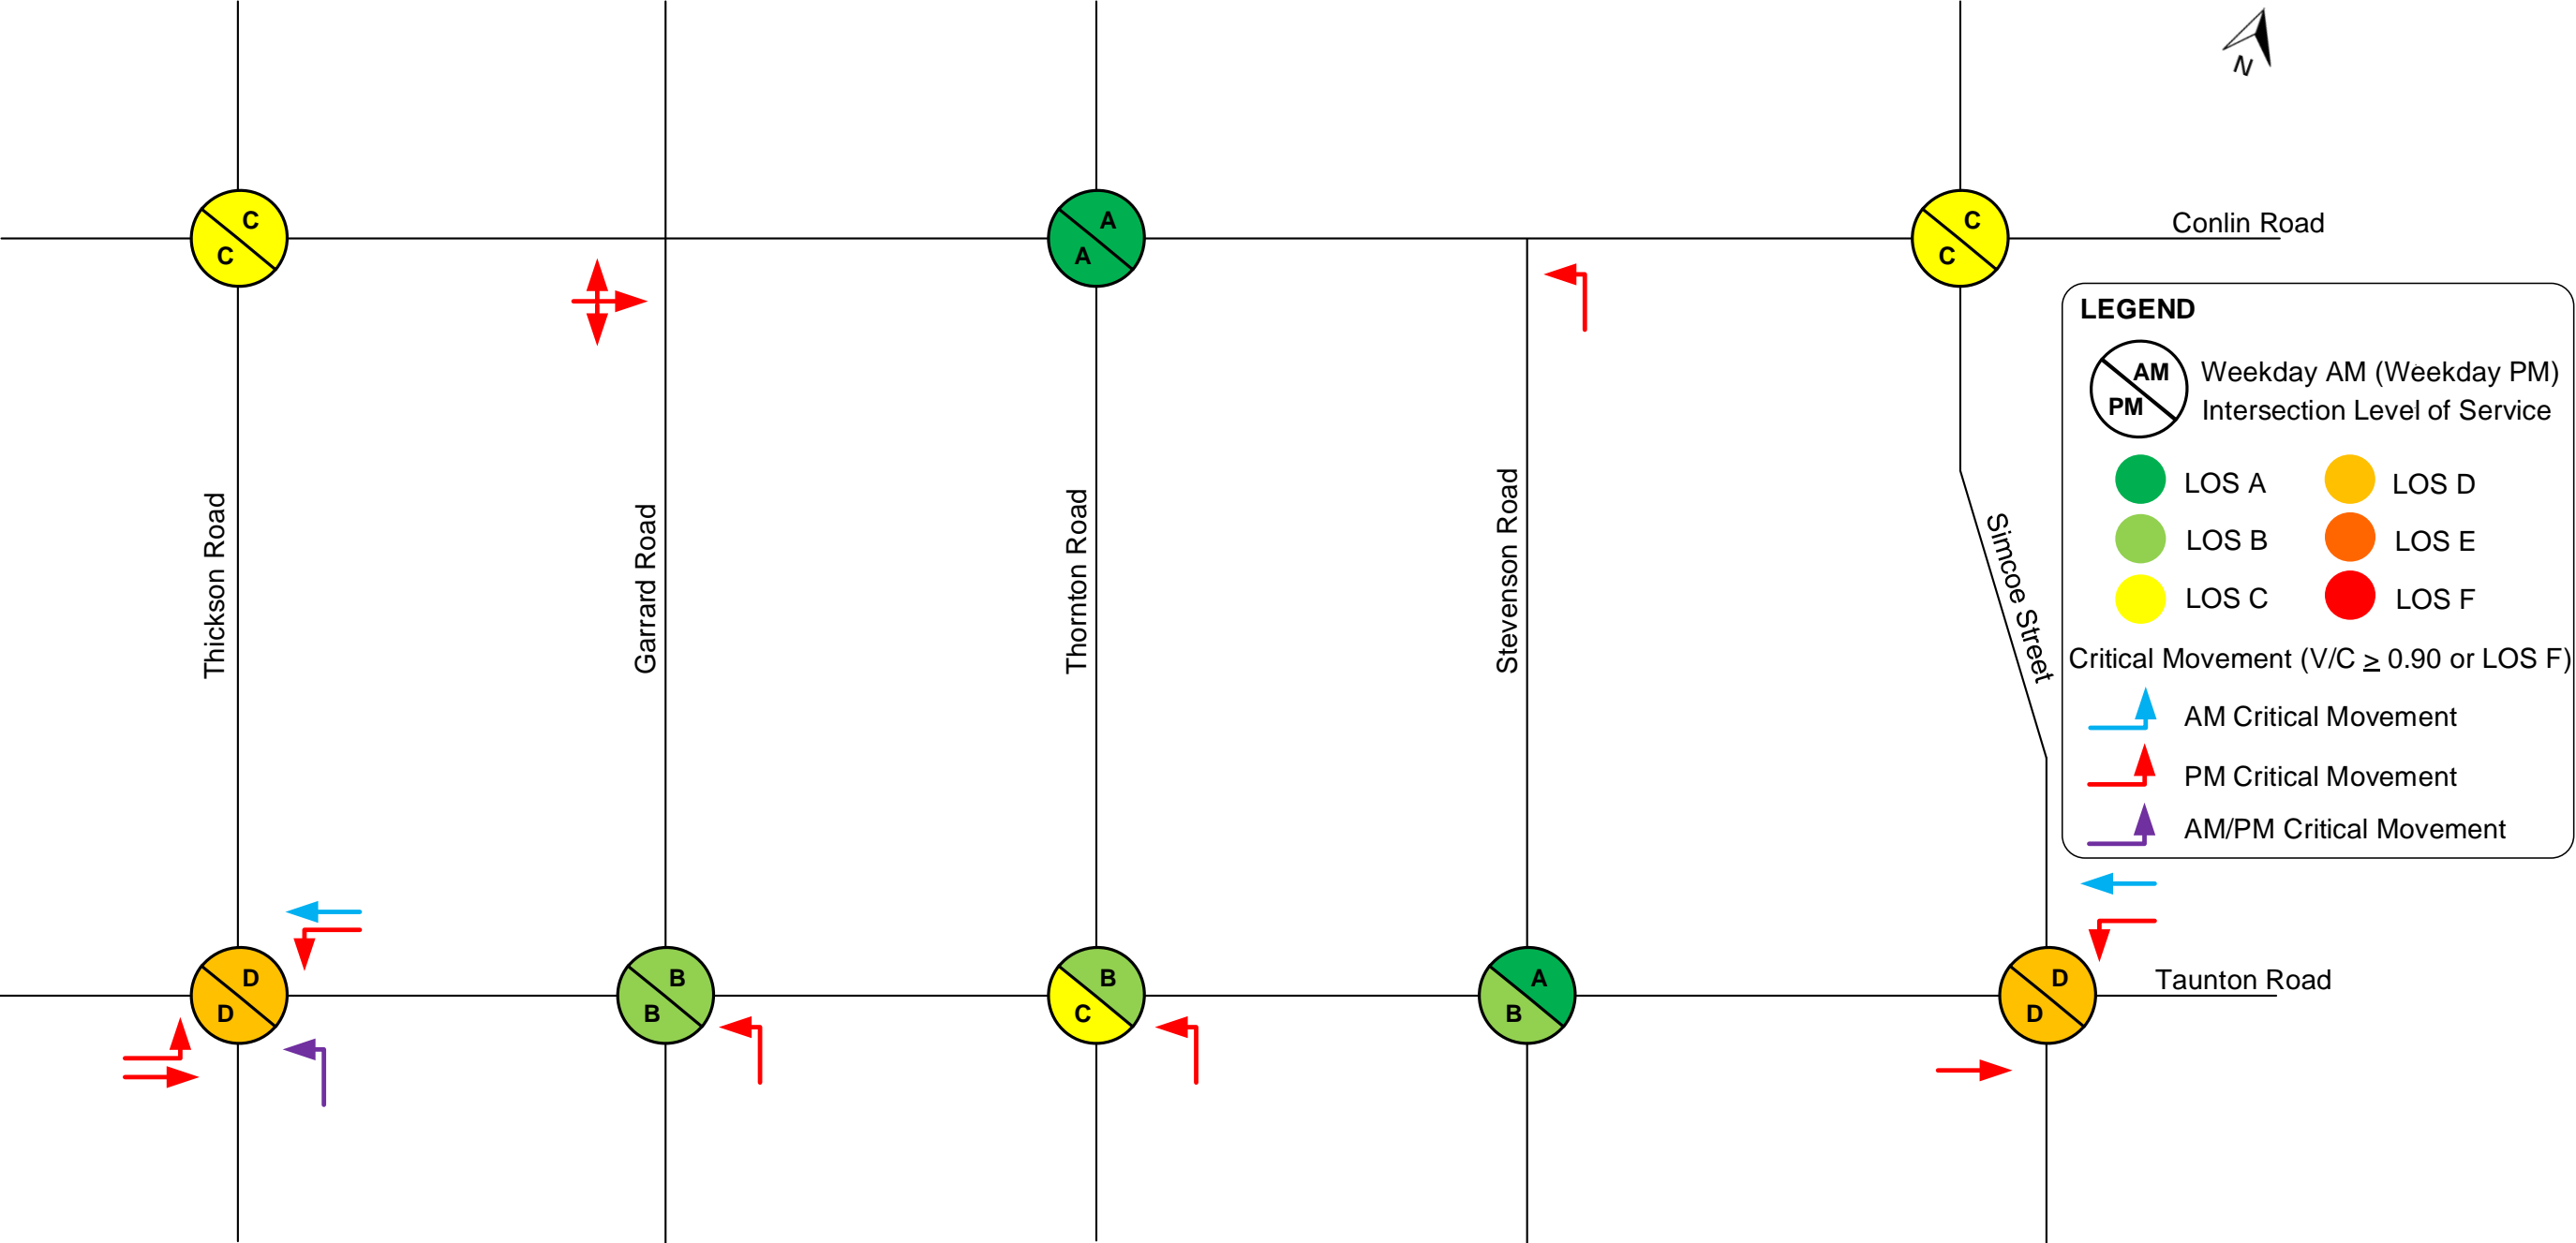 N
C
C
A
A
C
C
Conlin Road
LEGEND
AM
PM
Weekday AM (Weekday PM)
Intersection Level of Service
LOS A
LOS D
LOS B
LOS E
LOS C
LOS F
Critical Movement (V/C ≥ 0.90 or LOS F)
AM Critical Movement
PM Critical Movement
AM/PM Critical Movement
Thickson Road
Garrard Road
Thornton Road
Stevenson Road
Simcoe Street
D
D
B
B
B
C
A
B
D
D
Taunton Road